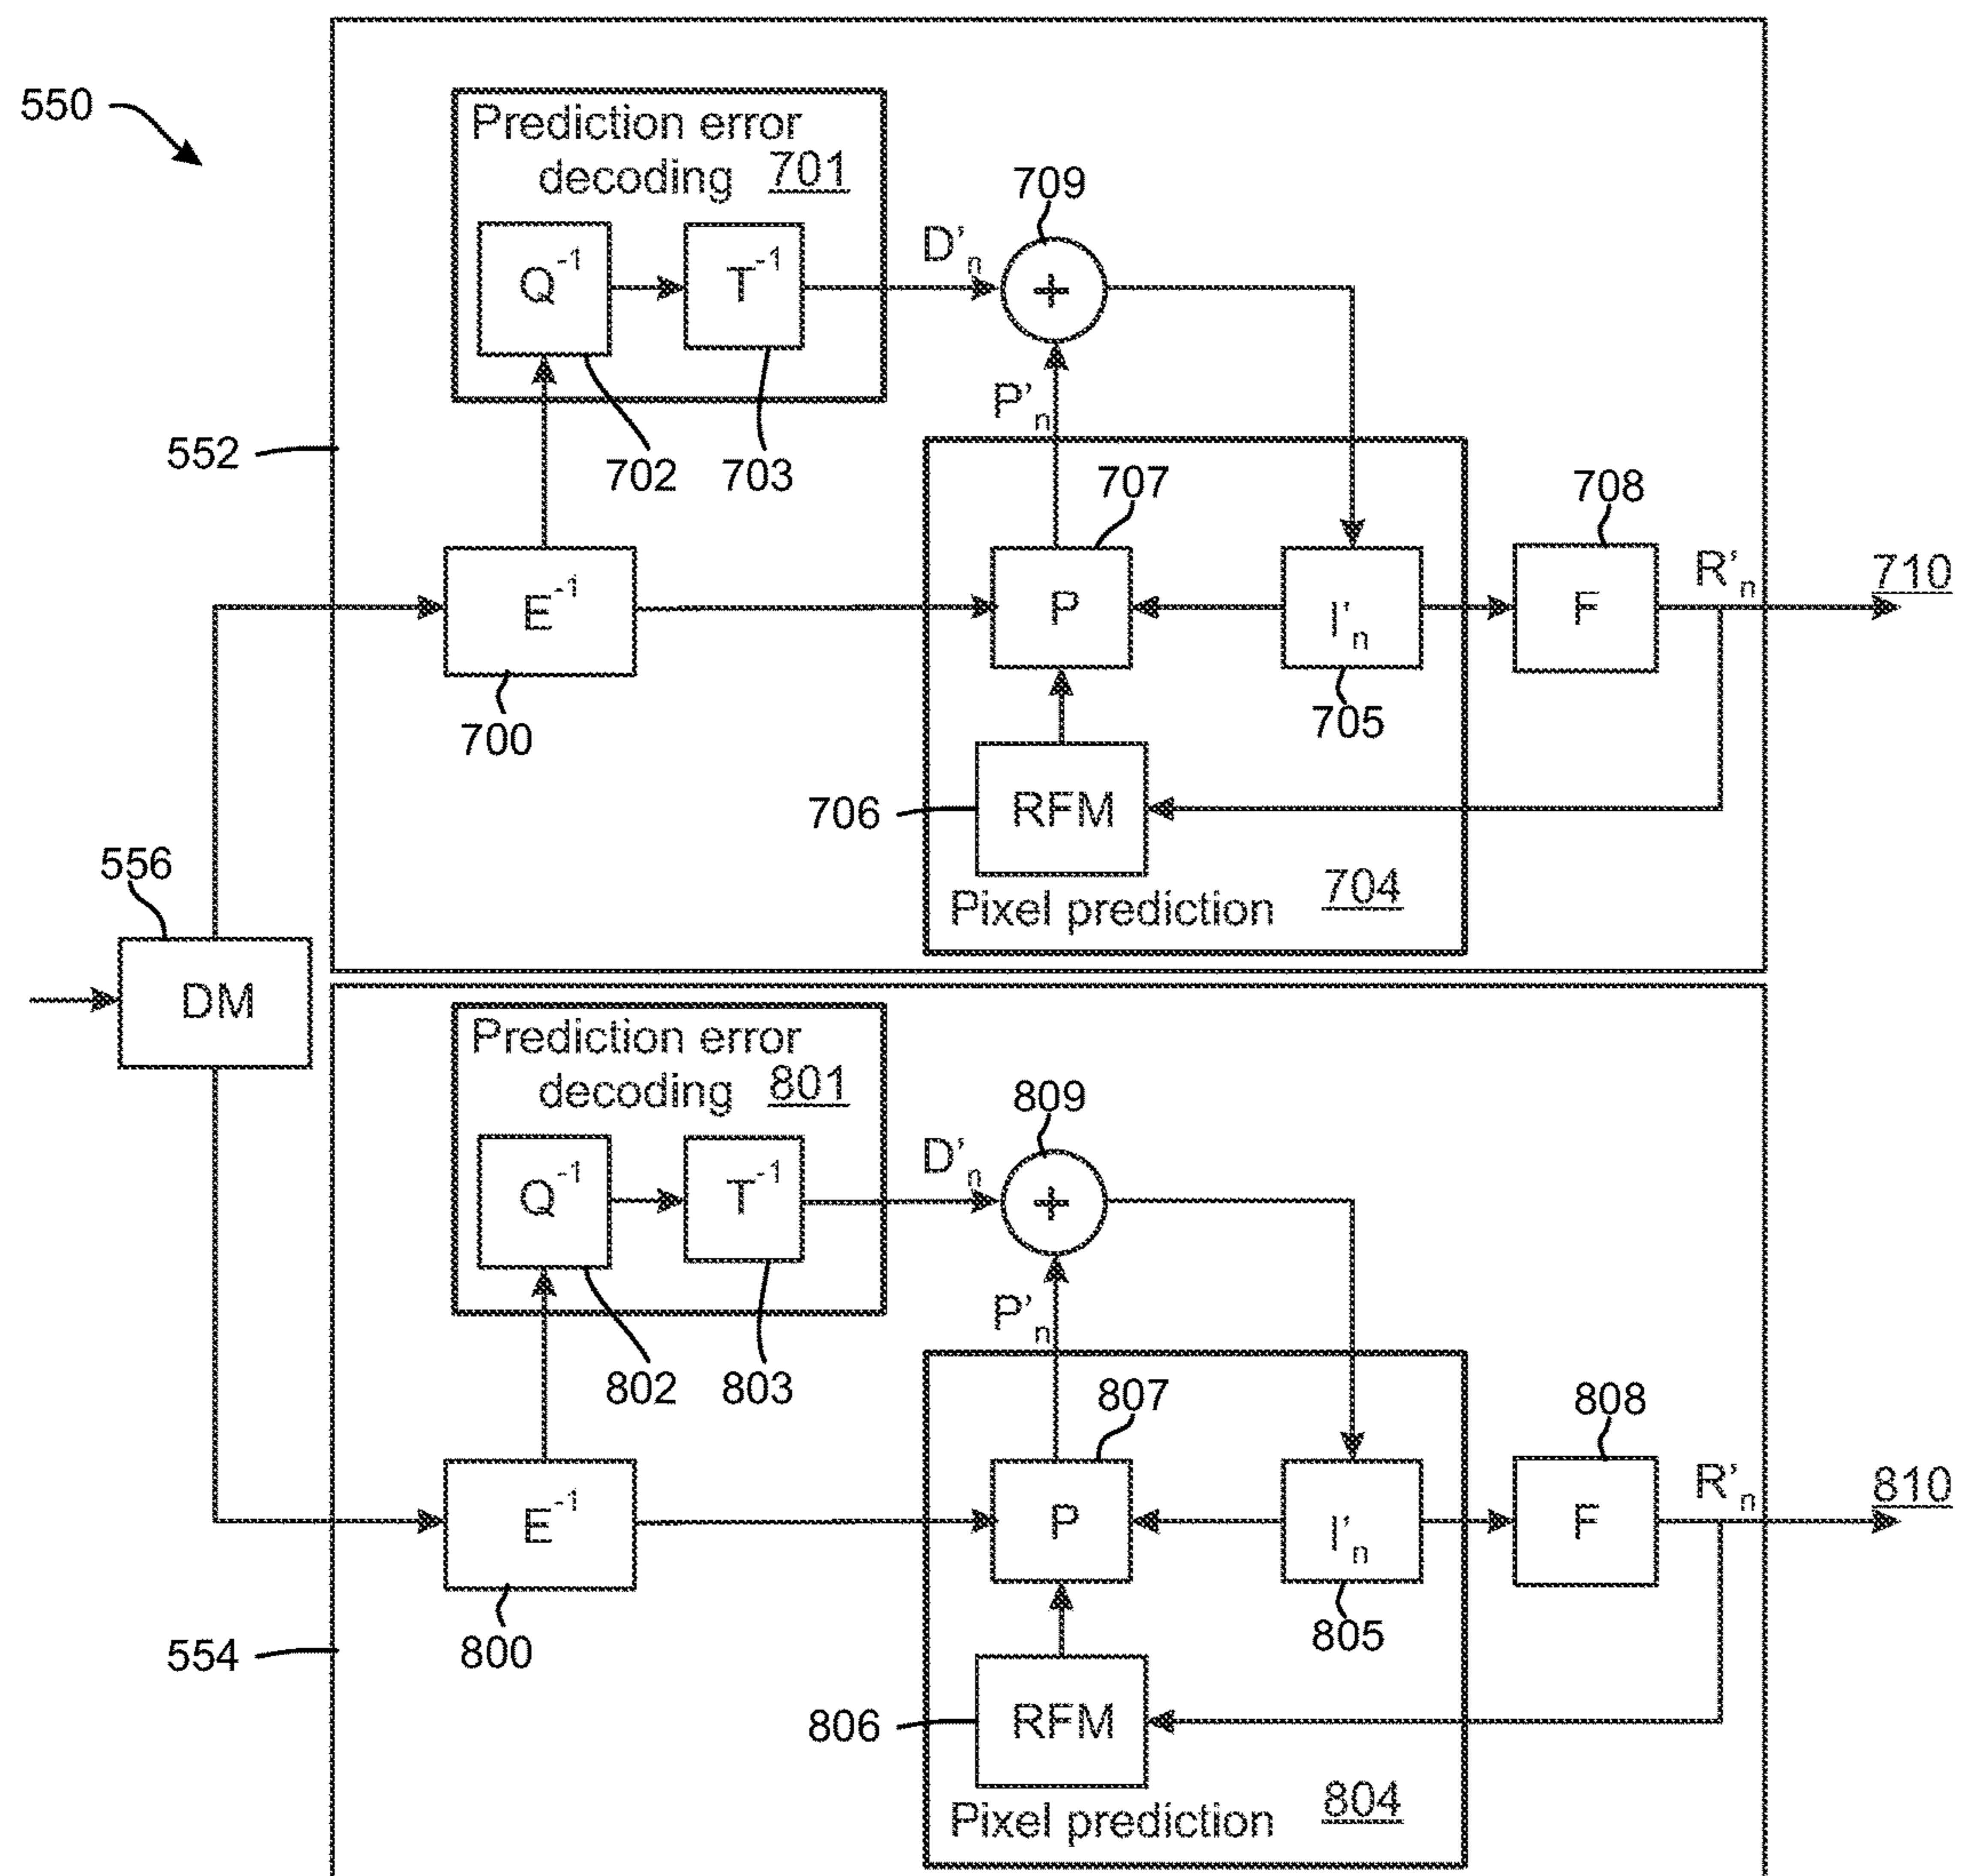 550
Prediction error
decoding 701
709
Q⁻¹
T⁻¹
D'ₙ
+
P'ₙ
552
702
703
707
708
E⁻¹
P
I'ₙ
F
R'ₙ
710
700
705
706
RFM
704
Pixel prediction
556
DM
Prediction error
decoding 801
809
Q⁻¹
T⁻¹
D'ₙ
+
P'ₙ
802
803
807
808
E⁻¹
P
I'ₙ
F
R'ₙ
810
800
805
554
806
RFM
804
Pixel prediction